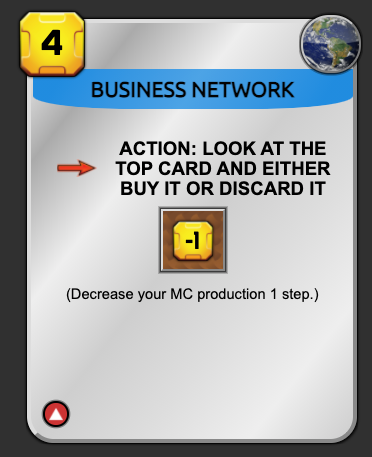 4
BUSINESS NETWORK
ACTION: LOOK AT THE
TOP CARD AND EITHER
BUY IT OR DISCARD IT
-1
(Decrease your MC production 1 step.)